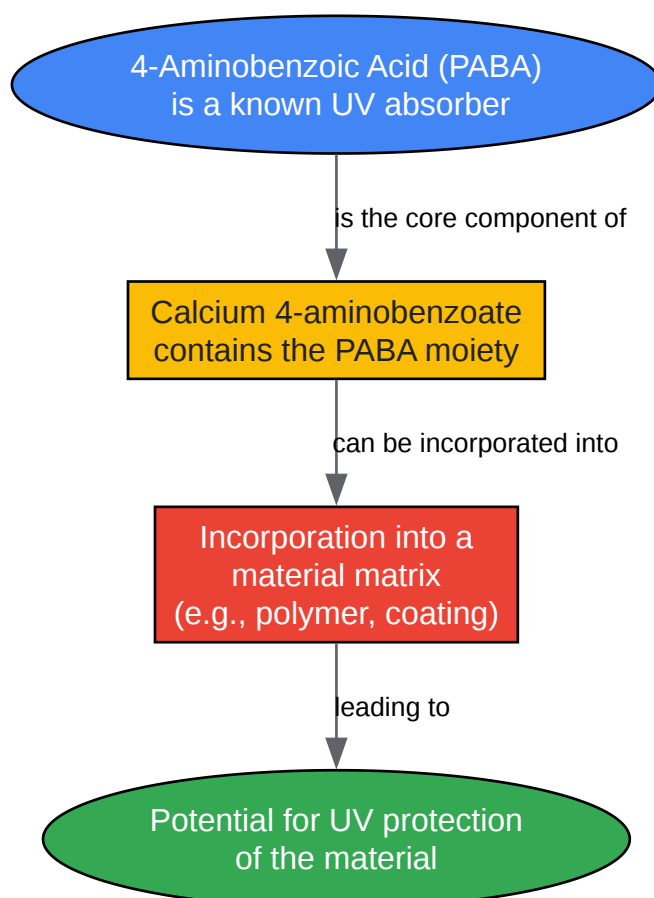 4-Aminobenzoic Acid (PABA)
is a known UV absorber
is the core component of
Calcium 4-aminobenzoate
contains the PABA moiety
can be incorporated into
Incorporation into a
material matrix
(e.g., polymer, coating)
leading to
Potential for UV protection
of the material